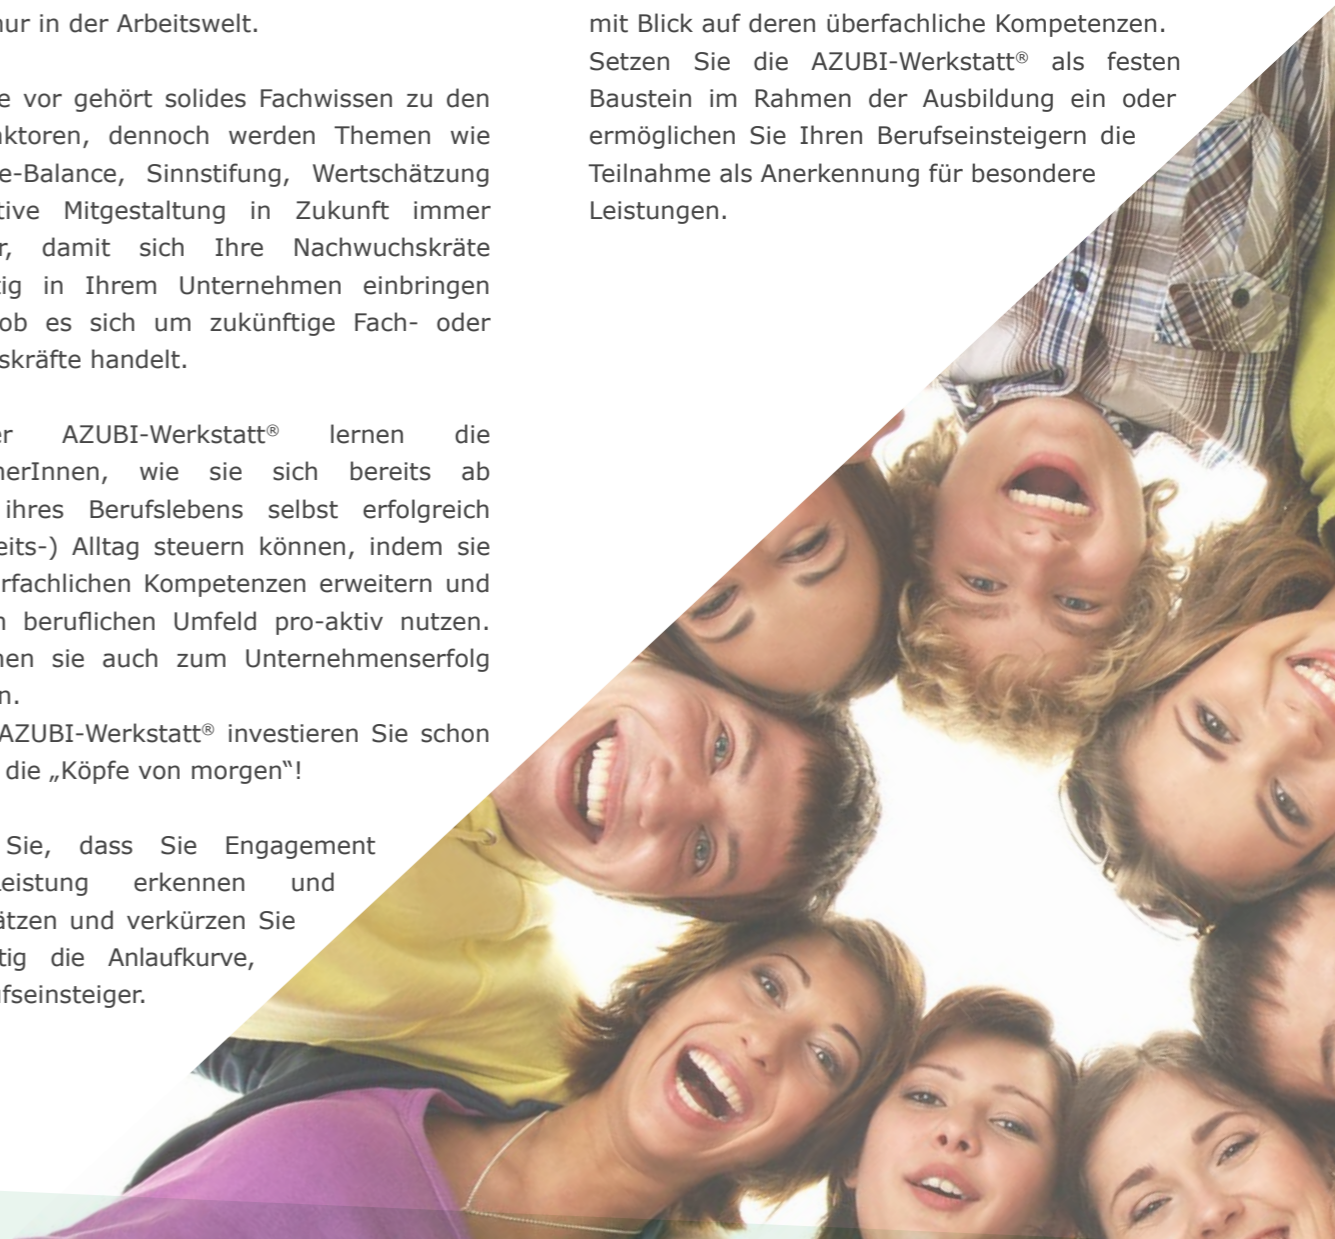 nur in der Arbeitswelt.
e vor gehört solides Fachwissen zu den
aktoren, dennoch werden Themen wie
e-Balance, Sinnstiftung, Wertschätzung
tive Mitgestaltung in Zukunft immer
r, damit sich Ihre Nachwuchskräte
tig in Ihrem Unternehmen einbringen
ob es sich um zukünftige Fach- oder
skräfte handelt.
er AZUBI-Werkstatt® lernen die
nerInnen, wie sie sich bereits ab
ihres Berufslebens selbst erfolgreich
eits-) Alltag steuern können, indem sie
erfachlichen Kompetenzen erweitern und
n beruflichen Umfeld pro-aktiv nutzen.
nen sie auch zum Unternehmenserfolg
n.
AZUBI-Werkstatt® investieren Sie schon
die „Köpfe von morgen“!
Sie, dass Sie Engagement
eistung erkennen und
ätzen und verkürzen Sie
tig die Anlaufkurve,
ufseinsteiger.
mit Blick auf deren überfachliche Kompetenzen.
Setzen Sie die AZUBI-Werkstatt® als festen
Baustein im Rahmen der Ausbildung ein oder
ermöglichen Sie Ihren Berufseinsteigern die
Teilnahme als Anerkennung für besondere
Leistungen.